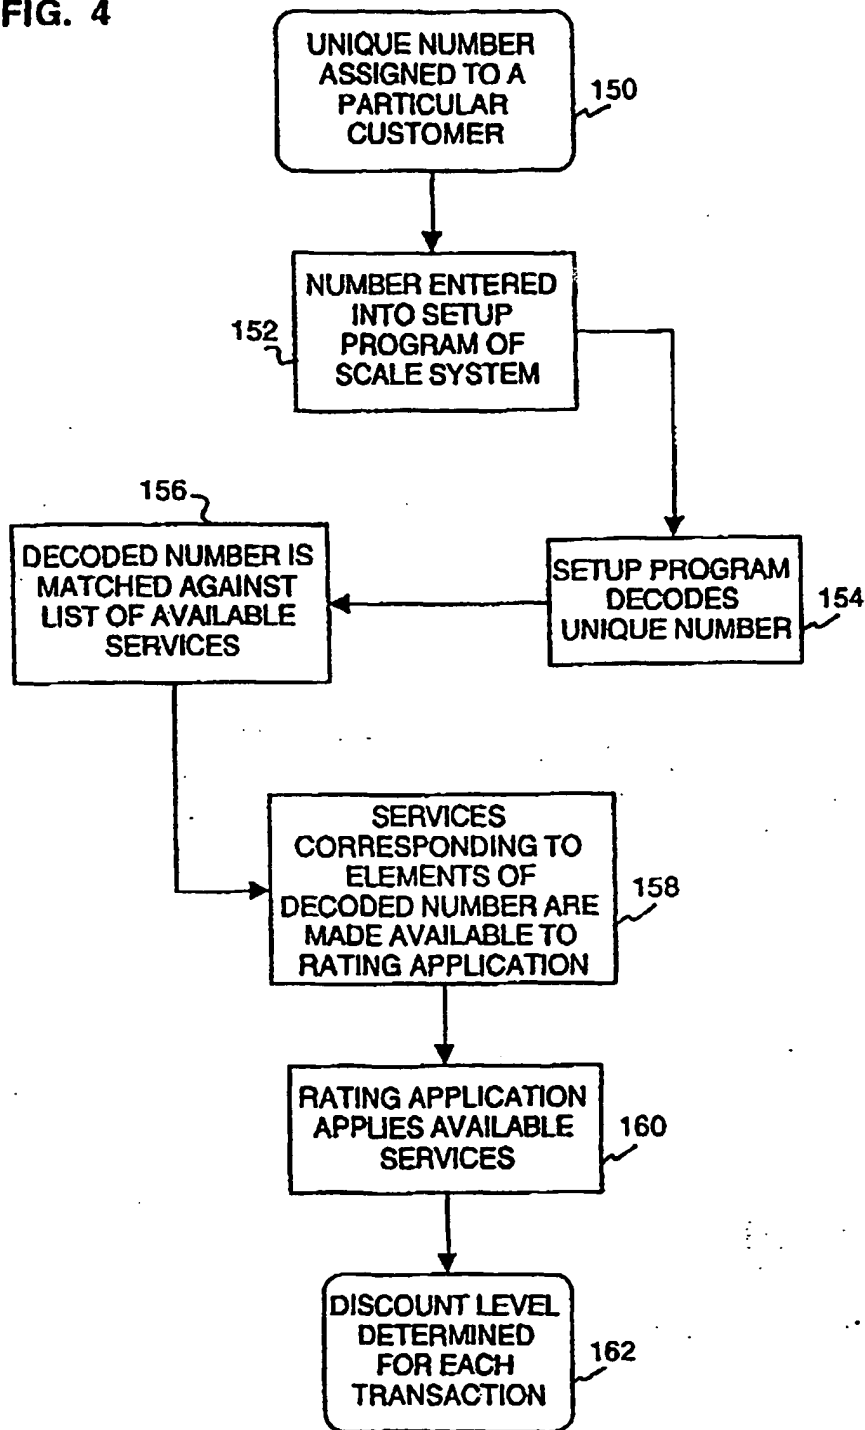 FIG. 4
UNIQUE NUMBER
ASSIGNED TO A
PARTICULAR
CUSTOMER
150
NUMBER ENTERED
INTO SETUP
PROGRAM OF
SCALE SYSTEM
152
SETUP PROGRAM
DECODES
UNIQUE NUMBER
154
156
DECODED NUMBER IS
MATCHED AGAINST
LIST OF AVAILABLE
SERVICES
SERVICES
CORRESPONDING TO
ELEMENTS OF
DECODED NUMBER ARE
MADE AVAILABLE TO
RATING APPLICATION
158
RATING APPLICATION
APPLIES AVAILABLE
SERVICES
160
DISCOUNT LEVEL
DETERMINED
FOR EACH
TRANSACTION
162